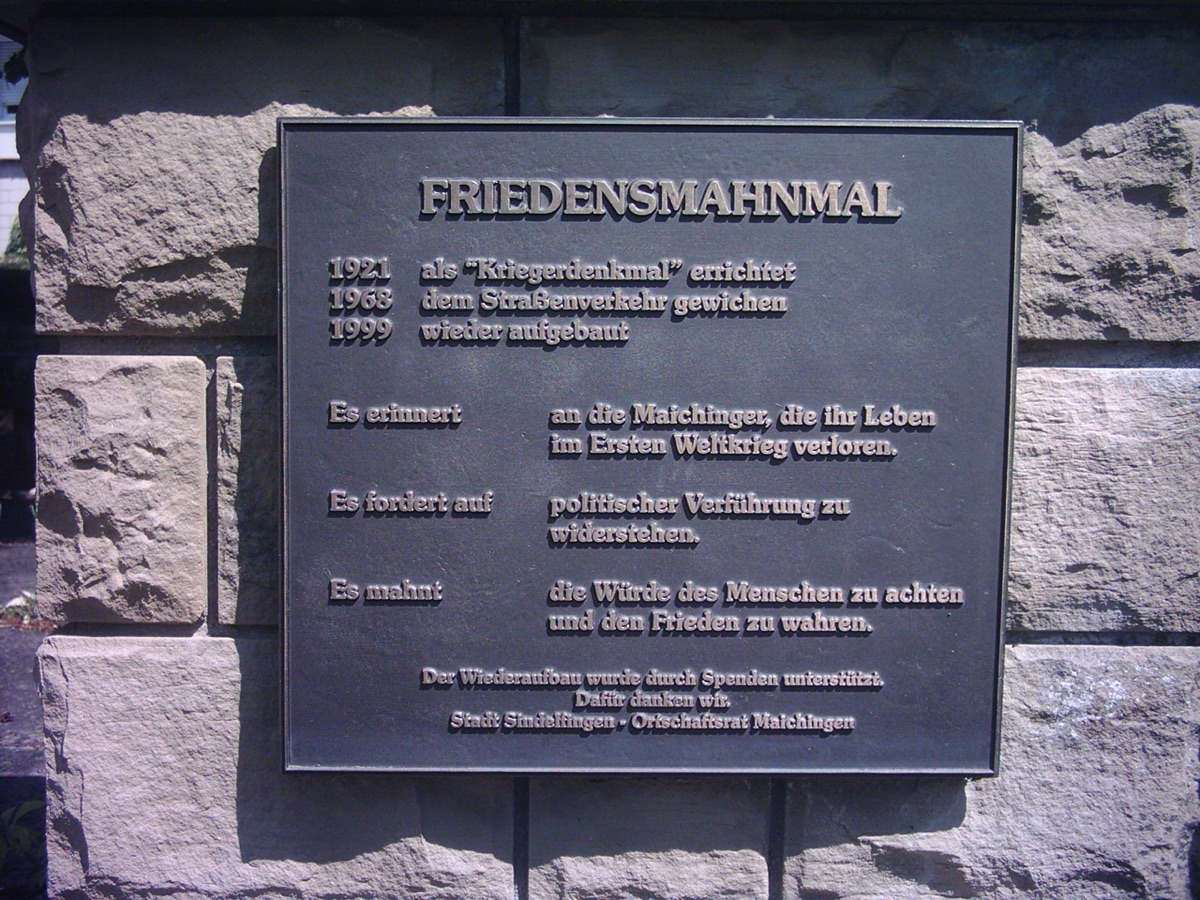 FRIEDENSMAHNMAL
1921 als "Kriegerdenkmal" errichtet
1968 dem Straßenverkehr gewichen
1999 wieder aufgebaut
Es erinnert an die Maichinger, die ihr Leben
im Ersten Weltkrieg verloren.
Es fordert auf politischer Verführung zu
widerstehen.
Es mahnt die Würde des Menschen zu achten
und den Frieden zu wahren.
Der Wiederaufbau wurde durch Spenden unterstützt.
Dafür danken wir.
Stadt Sindelfingen - Ortschaftsrat Maichingen